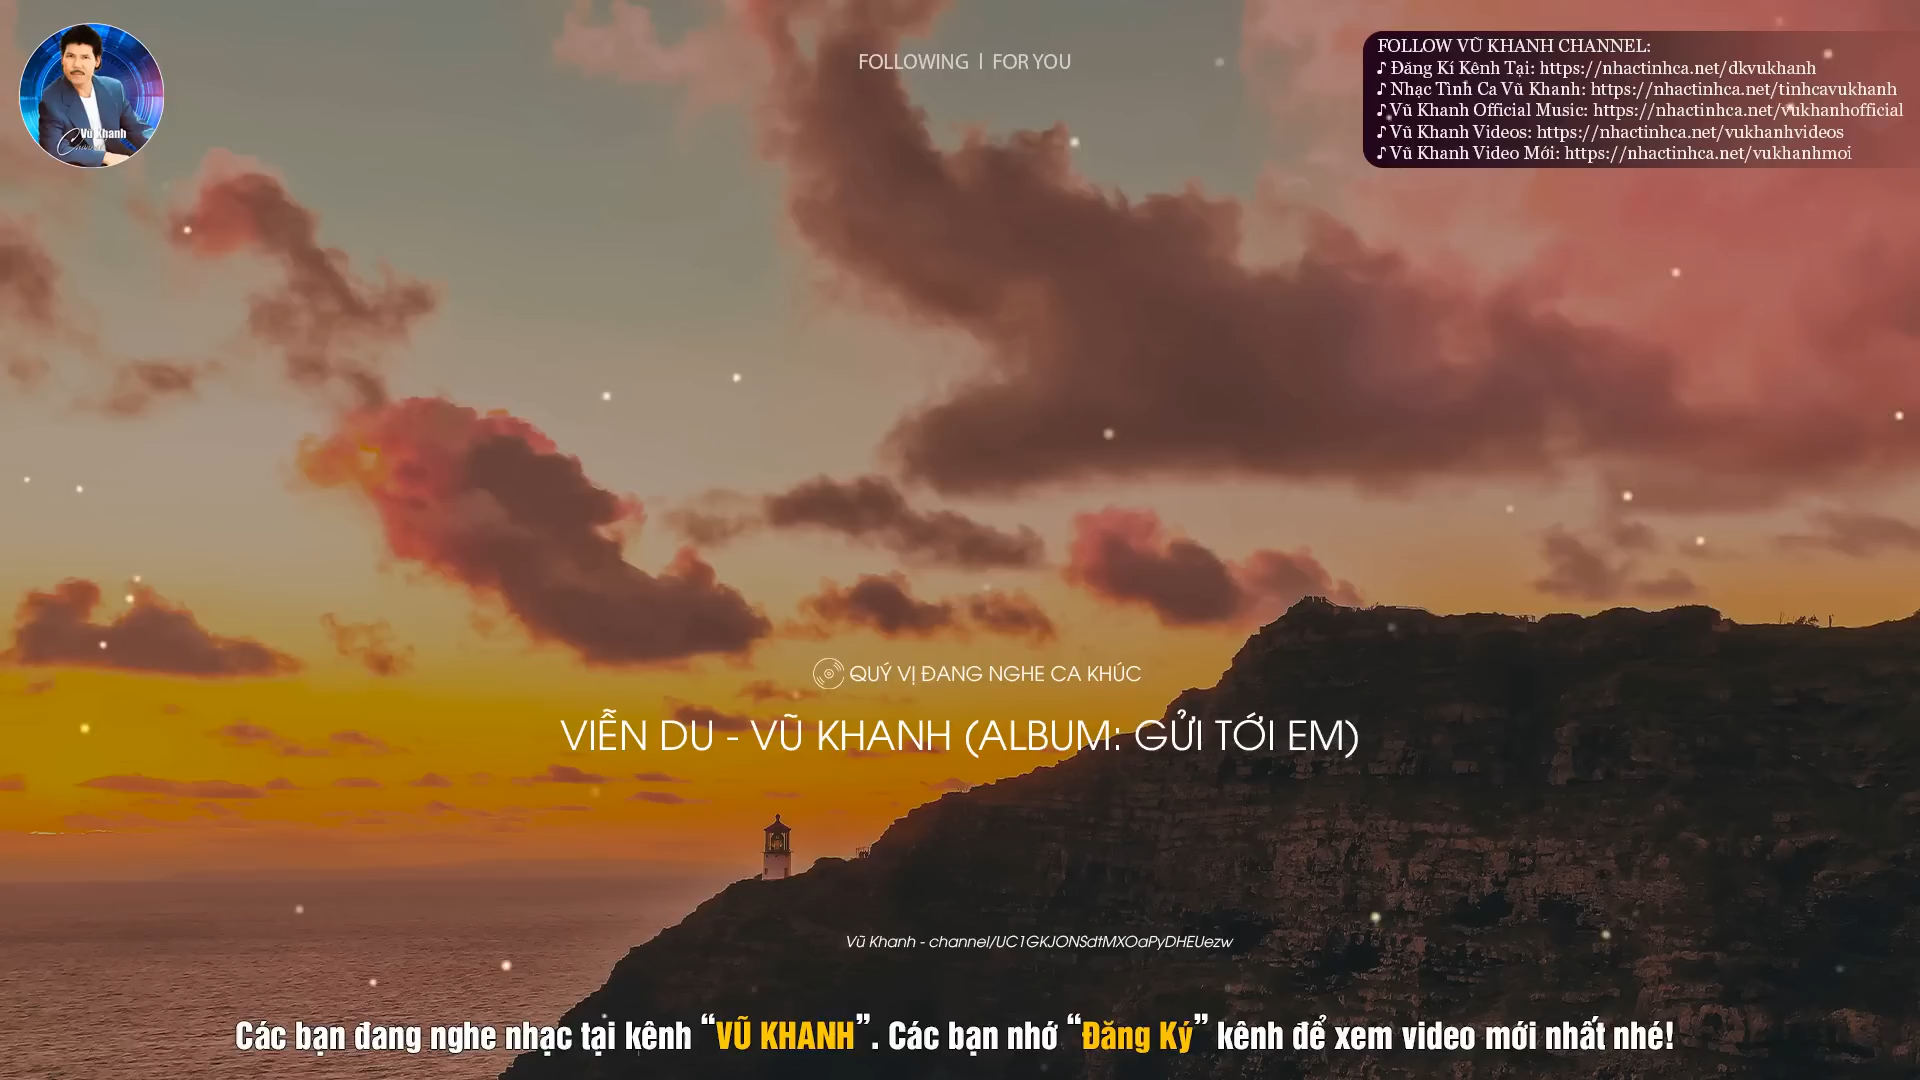 Vũ Khanh
Channel
FOLLOWING | FOR YOU
FOLLOW VŨ KHANH CHANNEL:
♪ Đăng Kí Kênh Tại: https://nhactinhca.net/dkvukhanh
♪ Nhạc Tình Ca Vũ Khanh: https://nhactinhca.net/tinhcavukhanh
♪ Vũ Khanh Official Music: https://nhactinhca.net/vukhanhofficial
♪ Vũ Khanh Videos: https://nhactinhca.net/vukhanhvideos
♪ Vũ Khanh Video Mới: https://nhactinhca.net/vukhanhmoi
QUÝ VỊ ĐANG NGHE CA KHÚC
VIỄN DU - VŨ KHANH (ALBUM: GỬI TỚI EM)
Vũ Khanh - channel/UC1GKJONSdtMXOaPyDHEUezw
Các bạn đang nghe nhạc tại kênh “VŨ KHANH”. Các bạn nhớ “Đăng Ký” kênh để xem video mới nhất nhé!